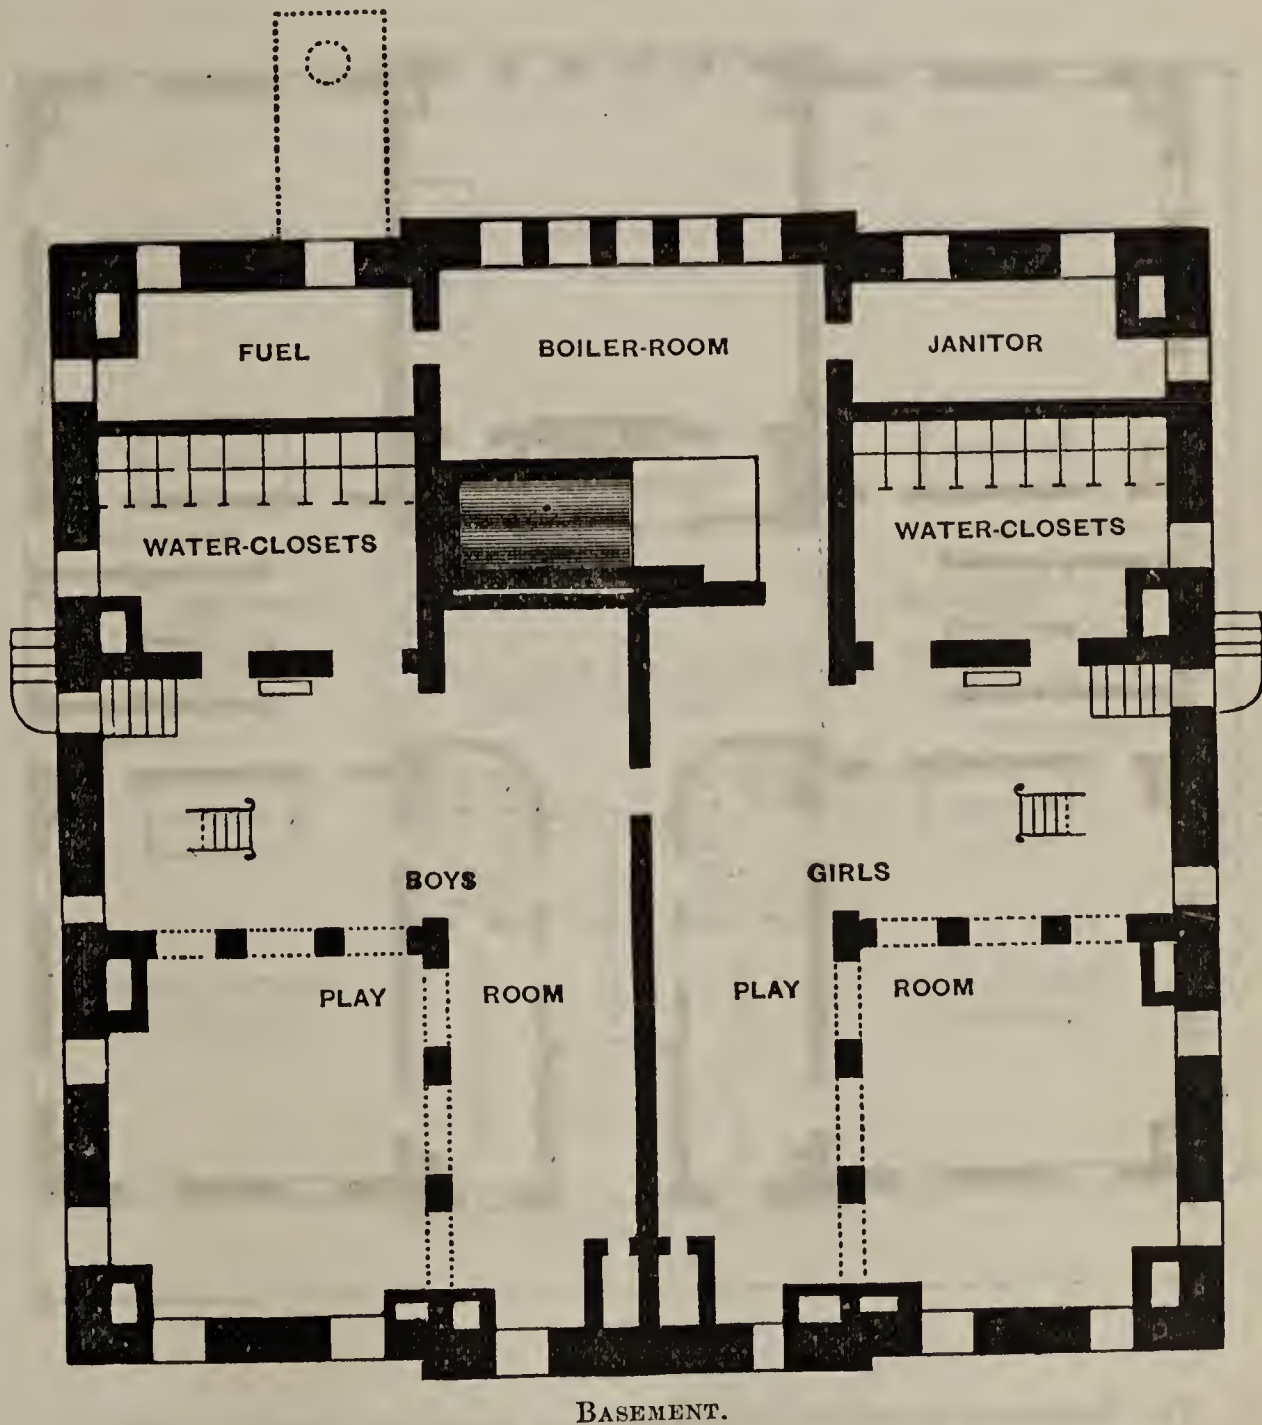 FUEL
BOILER-ROOM
JANITOR
WATER-CLOSETS
WATER-CLOSETS
BOYS
GIRLS
PLAY ROOM
PLAY ROOM
BASEMENT.